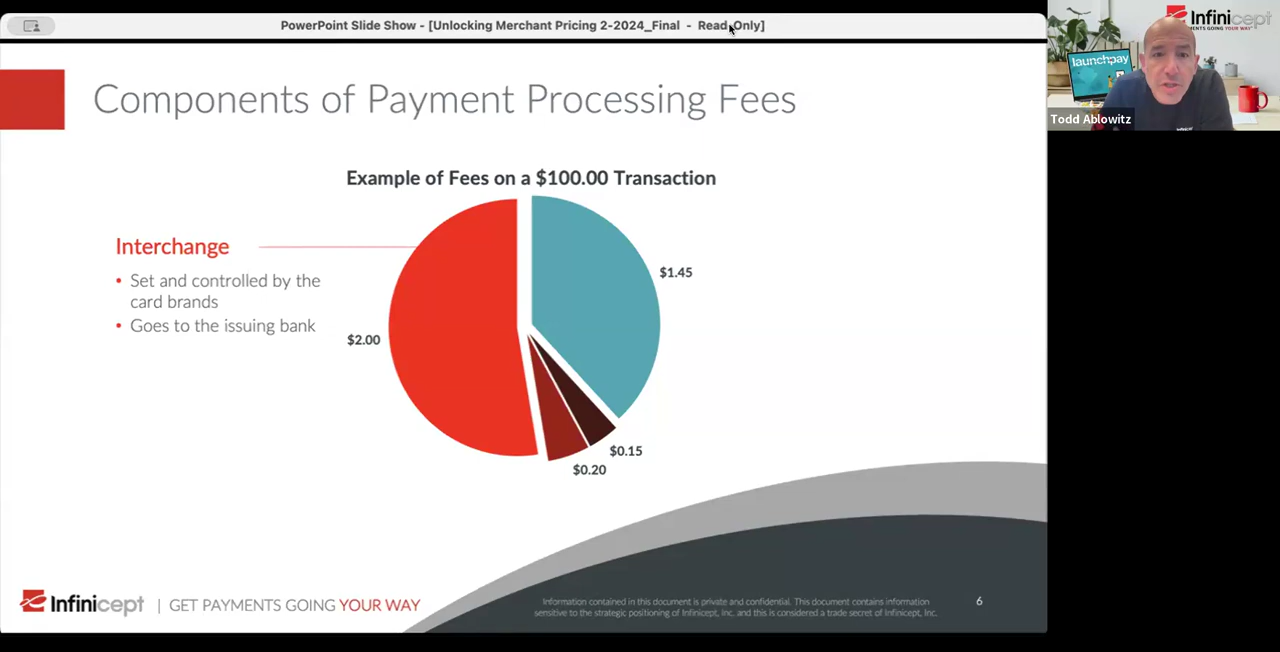 PowerPoint Slide Show - [Unlocking Merchant Pricing 2-2024_Final - Read-Only]
Infinicept
MENTS GOING YOUR WAY
launchpay
Todd Ablowitz
Components of Payment Processing Fees
Example of Fees on a $100.00 Transaction
Interchange
• Set and controlled by the
card brands
• Goes to the issuing bank
$1.45
$2.00
$0.15
$0.20
Infinicept | GET PAYMENTS GOING YOUR WAY
Information contained in this document is private and confidential. This document contains information
sensitive to the strategic positioning of Infinicept, Inc. and this is considered a trade secret of Infinicept, Inc.
6